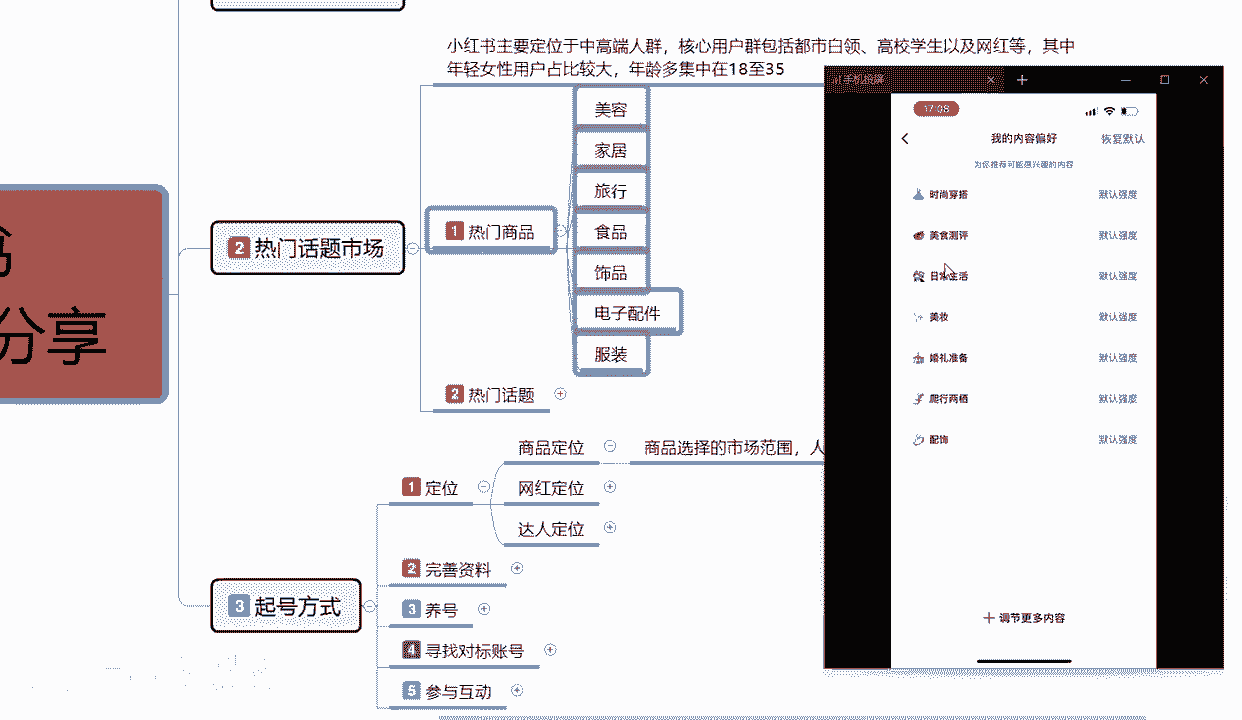 小红书主要定位于中高端人群，核心用户群包括都市白领、高校学生以及网红等，其中
年轻女性用户占比较大，年龄多集中在18至35
美容
家居
旅行
1 热门商品
食品
饰品
电子配件
服装
2 热门话题市场
2 热门话题
分享
商品定位
商品选择的市场范围，人
1 定位
网红定位
达人定位
2 完善资料
3 起号方式
3 养号
4 寻找对标账号
5 参与互动
手机投屏
17:08
我的内容偏好
恢复默认
为你推荐可能感兴趣的内容
时尚穿搭 默认强度
美食测评 默认强度
日常生活 默认强度
美妆 默认强度
婚礼准备 默认强度
爬行两栖 默认强度
配饰 默认强度
调节更多内容